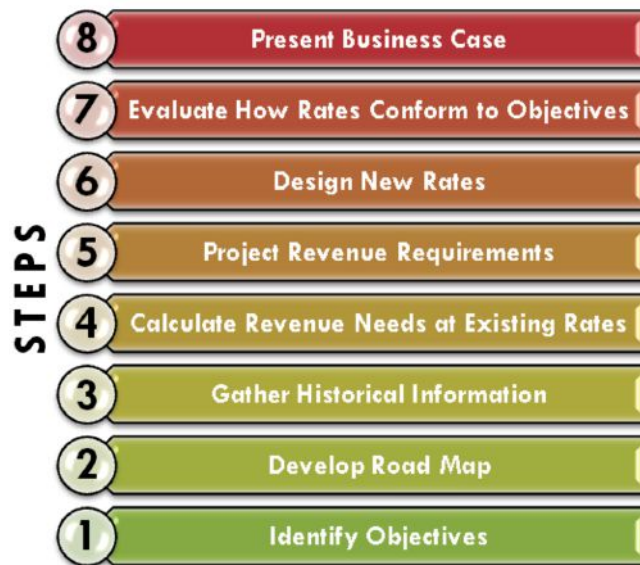 STEPS
8 Present Business Case
7 Evaluate How Rates Conform to Objectives
6 Design New Rates
5 Project Revenue Requirements
4 Calculate Revenue Needs at Existing Rates
3 Gather Historical Information
2 Develop Road Map
1 Identify Objectives